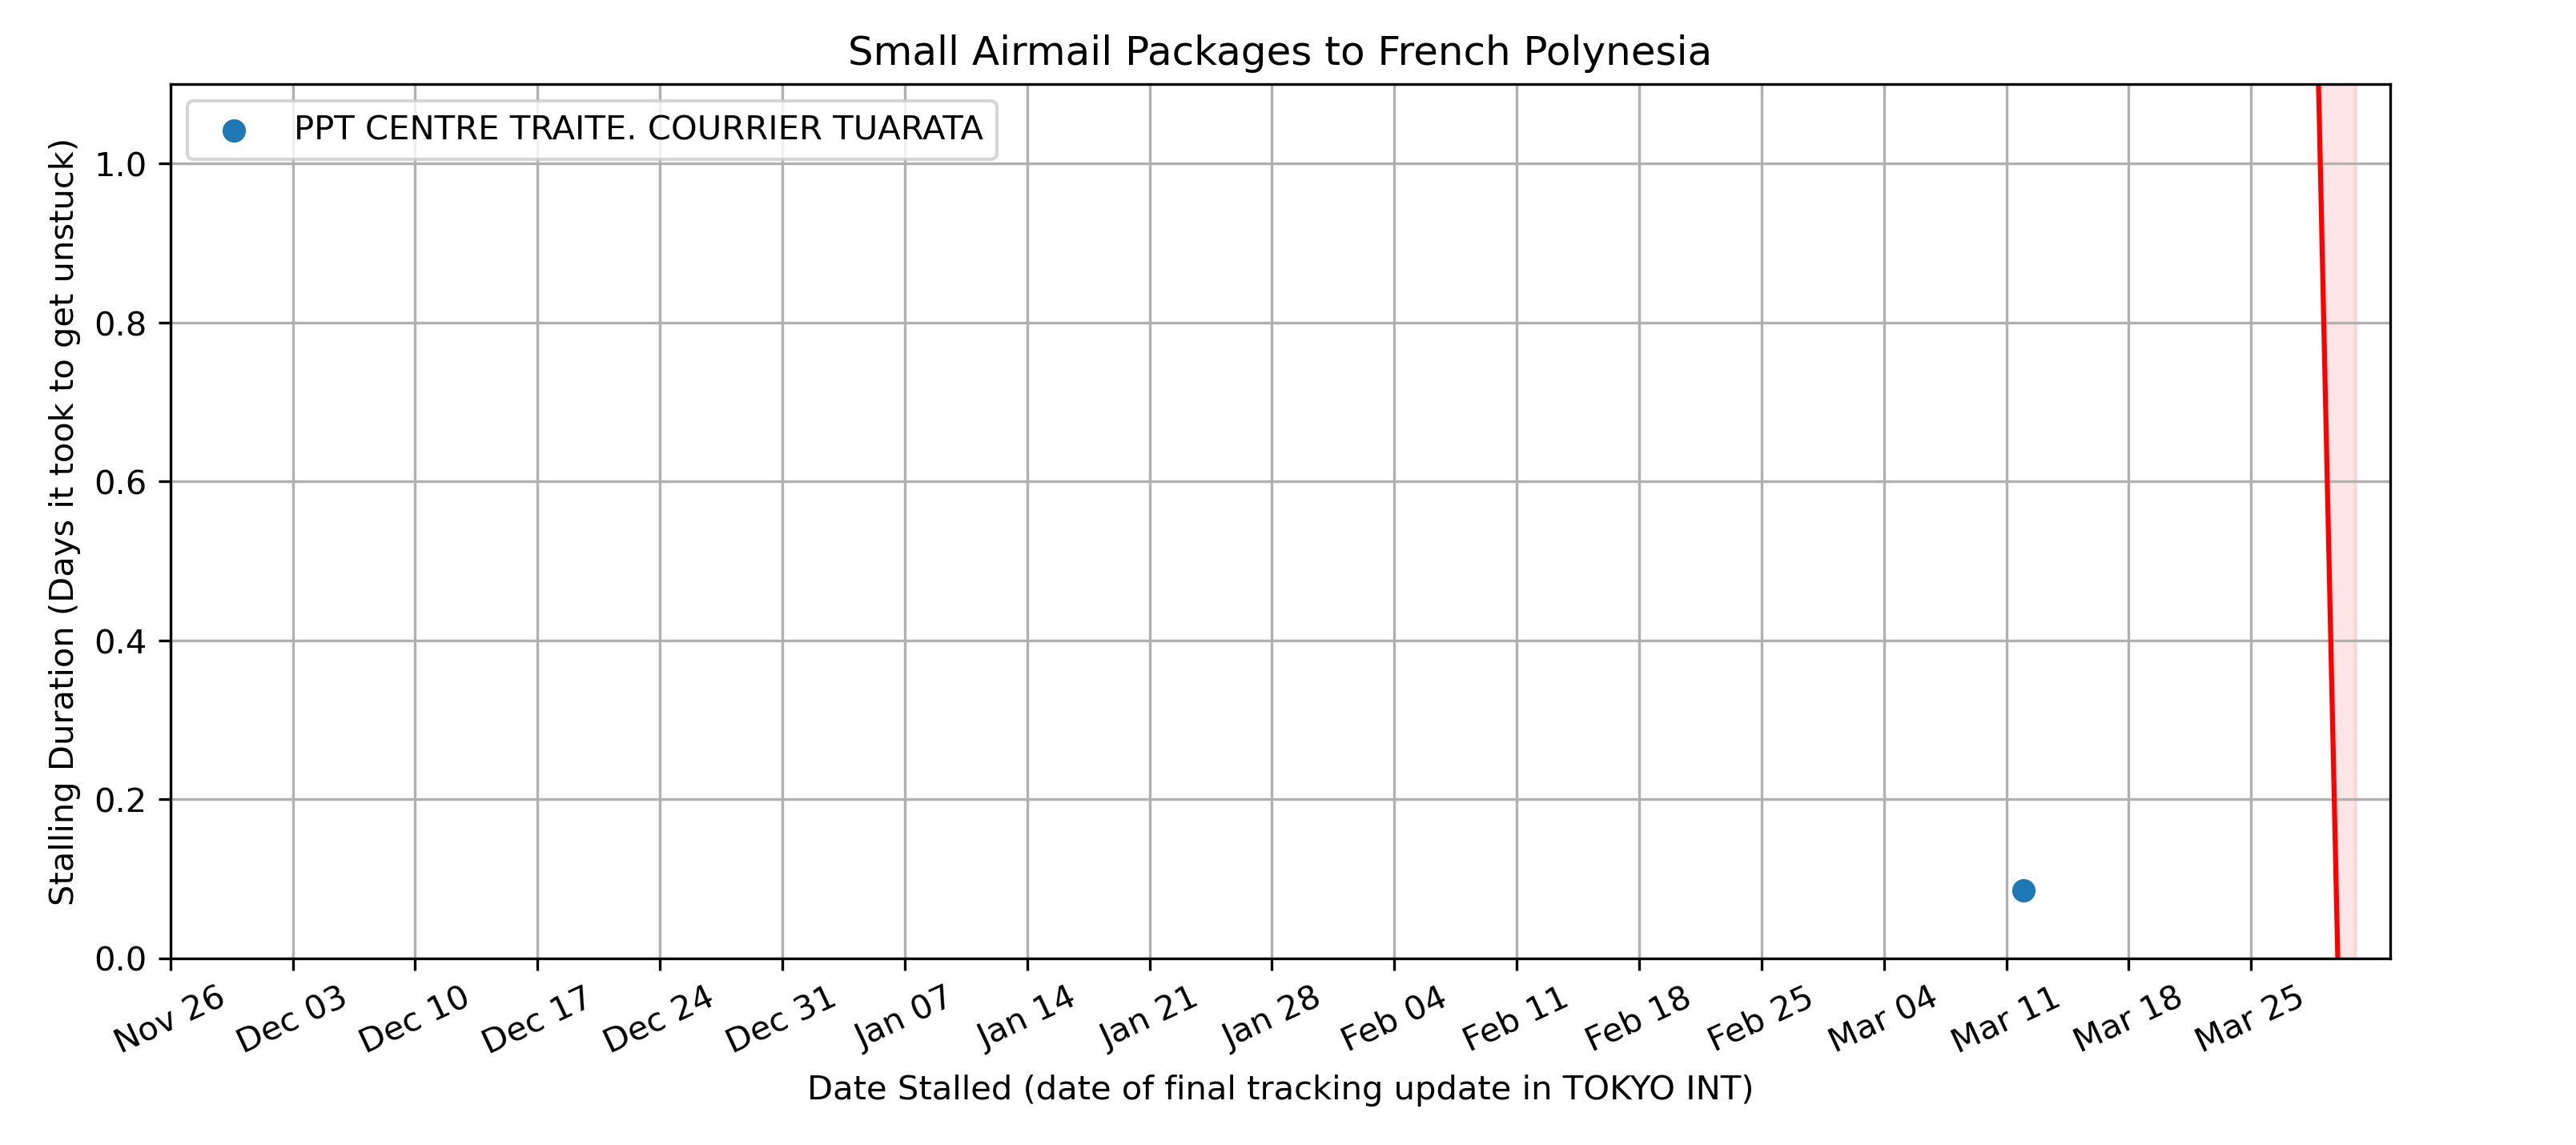 Small Airmail Packages to French Polynesia
PPT CENTRE TRAITE. COURRIER TUARATA
Stalling Duration (Days it took to get unstuck)
1.0
0.8
0.6
0.4
0.2
0.0
Nov 26
Dec 03
Dec 10
Dec 17
Dec 24
Dec 31
Jan 07
Jan 14
Jan 21
Jan 28
Feb 04
Feb 11
Feb 18
Feb 25
Mar 04
Mar 11
Mar 18
Mar 25
Date Stalled (date of final tracking update in TOKYO INT)